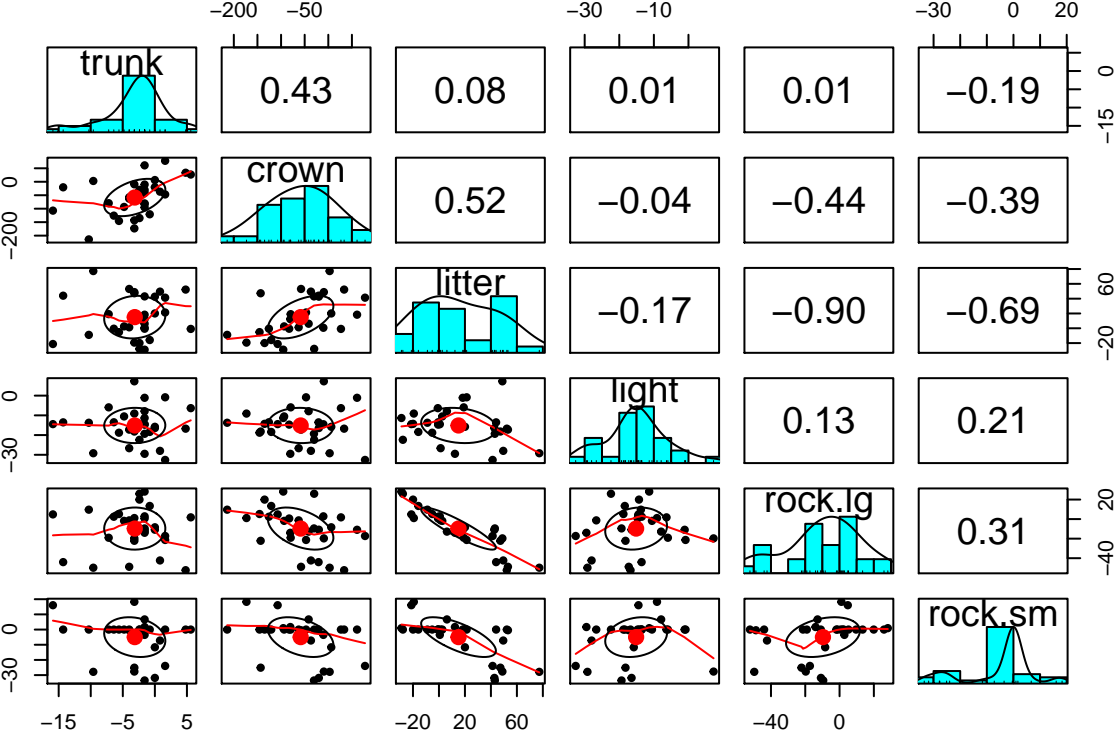 −200 −50 −30 −10 −30 0 20
trunk 0.43 0.08 0.01 0.01 −0.19 −15 0
−200 0 crown 0.52 −0.04 −0.44 −0.39
litter −0.17 −0.90 −0.69 −20 60
−30 0 light 0.13 0.21
rock.lg 0.31 −40 20
−30 0 rock.sm
−15 −5 5 −20 20 60 −40 0